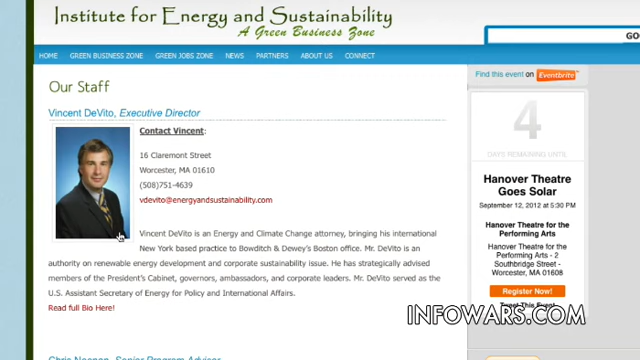 Institute for Energy and Sustainability
A Green Business Zone
GO
HOME GREEN BUSINESS ZONE GREEN JOBS ZONE NEWS PARTNERS ABOUT US CONNECT
Our Staff
Vincent DeVito, Executive Director
Contact Vincent:
16 Claremont Street
Worcester, MA 01610
(508)751-4639
vdevito@energyandsustainability.com
Vincent DeVito is an Energy and Climate Change attorney, bringing his international
New York based practice to Bowditch & Dewey's Boston office. Mr. DeVito is an
authority on renewable energy development and corporate sustainability issue. He has strategically advised
members of the President's Cabinet, governors, ambassadors, and corporate leaders. Mr. DeVito served as the
U.S. Assistant Secretary of Energy for Policy and International Affairs.
Read full Bio Here!
Chris Noonan, Senior Program Advisor
Find this event on Eventbrite
4
DAYS REMAINING UNTIL
Hanover Theatre
Goes Solar
September 12, 2012 at 5:30 PM
Hanover Theatre for the
Performing Arts
Hanover Theatre for the
Performing Arts - 2
Southbridge Street -
Worcester, MA 01608
Register Now!
Tweet This Event
INFOWARS.COM